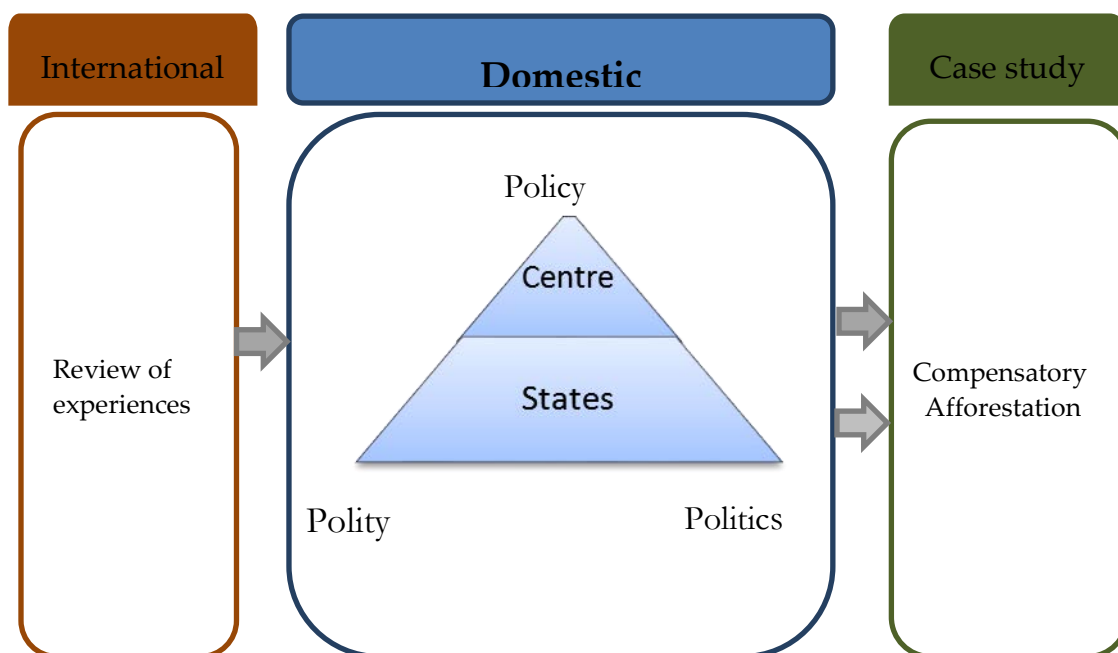 International
Domestic
Case study
Review of
experiences
Policy
Centre
States
Polity
Politics
Compensatory
Afforestation